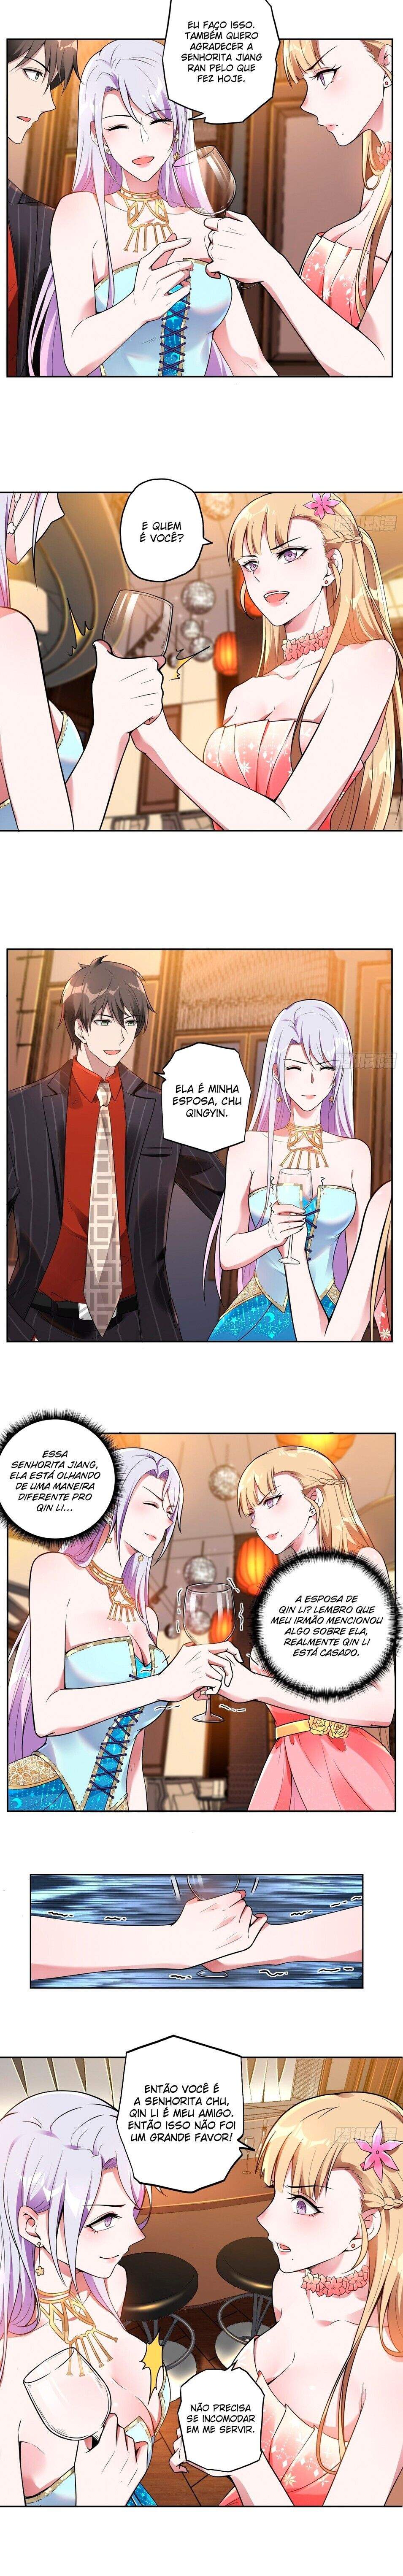 EU FAÇO ISSO.
TAMBÉM QUERO
AGRADECER A
SENHORITA JIANG
RAN PELO QUE
FEZ HOJE.
E QUEM
É VOCÊ?
ELA É MINHA
ESPOSA, CHU
QINGYIN.
ESSA
SENHORITA JIANG,
ELA ESTÁ OLHANDO
DE UMA MANEIRA
DIFERENTE PRO
QIN LI...
A ESPOSA DE
QIN LI? LEMBRO QUE
MEU IRMÃO MENCIONOU
ALGO SOBRE ELA,
REALMENTE QIN LI
ESTÁ CASADO.
ENTÃO VOCÊ É
A SENHORITA CHU,
QIN LI É MEU AMIGO.
ENTÃO ISSO NÃO FOI
UM GRANDE FAVOR!
NÃO PRECISA
SE INCOMODAR
EM ME SERVIR.